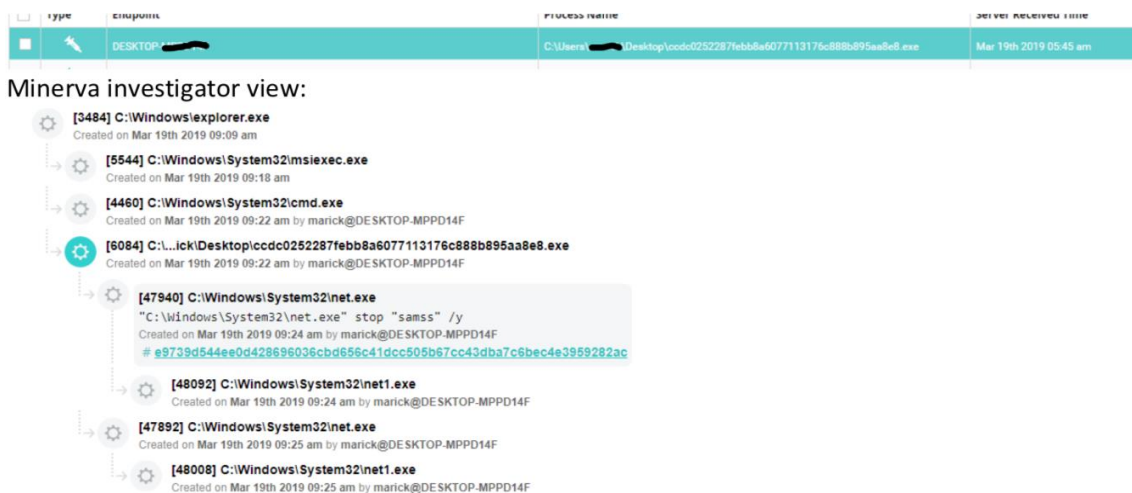 Type Endpoint Process Name Server Received Time
DESKTOP- C:\Users\ \Desktop\ccdc0252287febb8a6077113176c888b895aa8e8.exe Mar 19th 2019 05:45 am
Minerva investigator view:
[3484] C:\Windows\explorer.exe
Created on Mar 19th 2019 09:09 am
[5544] C:\Windows\System32\msiexec.exe
Created on Mar 19th 2019 09:18 am
[4460] C:\Windows\System32\cmd.exe
Created on Mar 19th 2019 09:22 am by marick@DESKTOP-MPPD14F
[6084] C:\...ick\Desktop\ccdc0252287febb8a6077113176c888b895aa8e8.exe
Created on Mar 19th 2019 09:22 am by marick@DESKTOP-MPPD14F
[47940] C:\Windows\System32\net.exe
"C:\Windows\System32\net.exe" stop "samss" /y
Created on Mar 19th 2019 09:24 am by marick@DESKTOP-MPPD14F
# e9739d544ee0d428696036cbd656c41dcc505b67cc43dba7c6bec4e3959282ac
[48092] C:\Windows\System32\net1.exe
Created on Mar 19th 2019 09:24 am by marick@DESKTOP-MPPD14F
[47892] C:\Windows\System32\net.exe
Created on Mar 19th 2019 09:25 am by marick@DESKTOP-MPPD14F
[48008] C:\Windows\System32\net1.exe
Created on Mar 19th 2019 09:25 am by marick@DESKTOP-MPPD14F